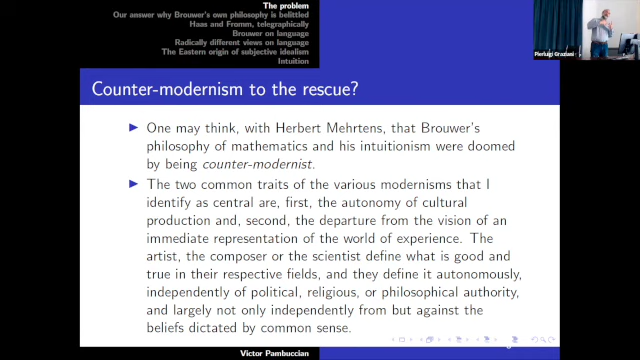 The problem
Our answer why Brouwer's own philosophy is belittled
Haas and Fromm, telegraphically
Brouwer on language
Radically different views on language
The Eastern origin of subjective idealism
Intuition
Pierluigi Graziani
Counter-modernism to the rescue?
One may think, with Herbert Mehrtens, that Brouwer's
philosophy of mathematics and his intuitionism were doomed
by being counter-modernist.
The two common traits of the various modernisms that I
identify as central are, first, the autonomy of cultural
production and, second, the departure from the vision of an
immediate representation of the world of experience. The
artist, the composer or the scientist define what is good and
true in their respective fields, and they define it autonomously,
independently of political, religious, or philosophical authority,
and largely not only independently from but against the
beliefs dictated by common sense.
Victor Pambuccian